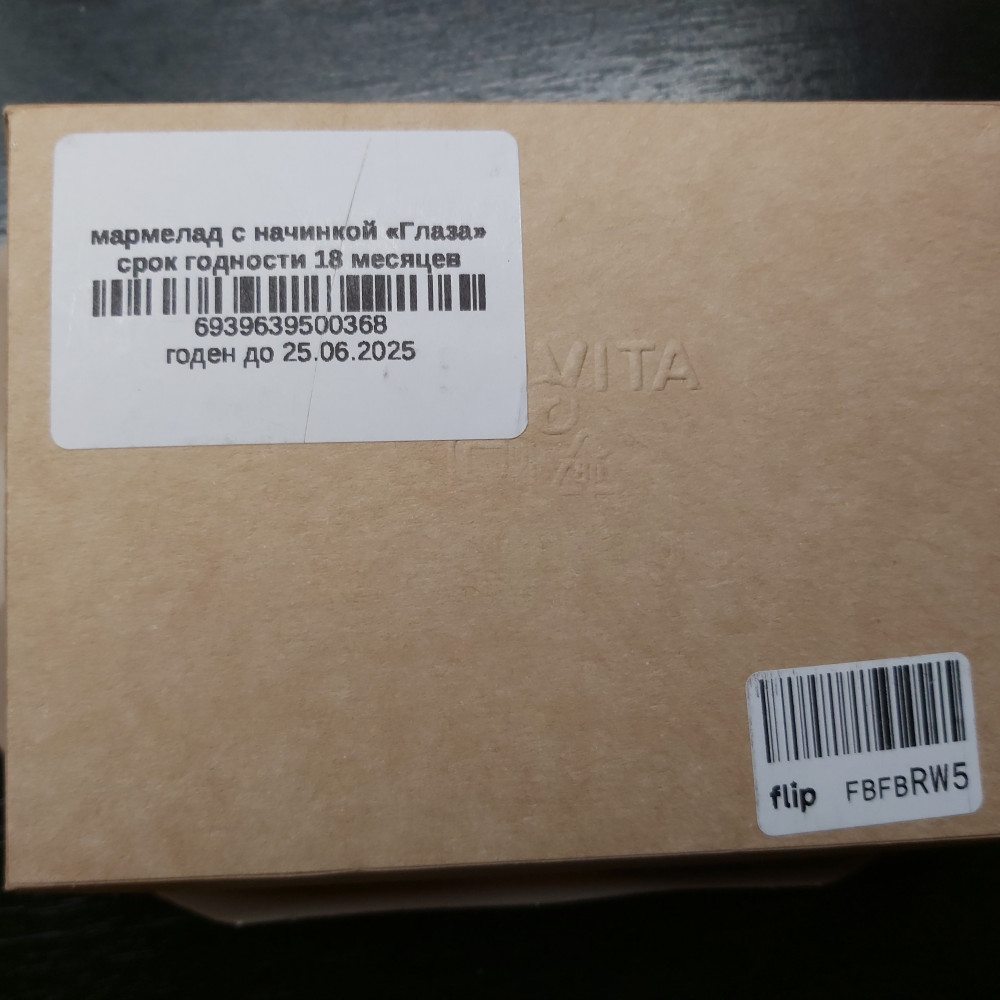 мармелад с начинкой «Глаза»
срок годности 18 месяцев
6939639500368
годен до 25.06.2025
VITA
flip FBFBRW5